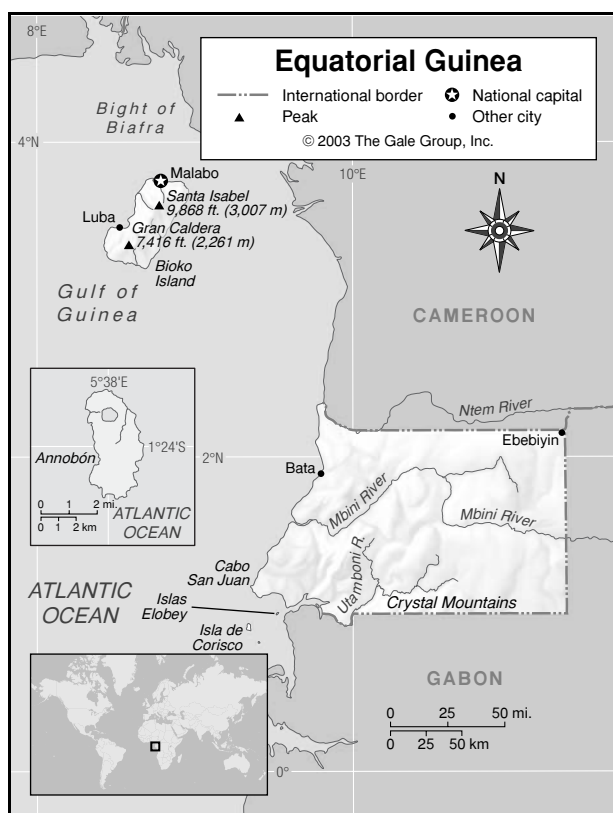 8°E
Equatorial Guinea
International border
National capital
Peak
Other city
© 2003 The Gale Group, Inc.
Bight of
Biafra
4°N
10°E
Malabo
Santa Isabel
9,868 ft. (3,007 m)
Luba
Gran Caldera
7,416 ft. (2,261 m)
Bioko
Island
N
Gulf of
Guinea
CAMEROON
5°38'E
1°24'S
Annobón
0 1 2 mi.
0 1 2 km
ATLANTIC
OCEAN
Ntem River
Ebebiyin
2°N
Bata
Mbini River
Mbini River
Utamboni R.
Cabo
San Juan
ATLANTIC
OCEAN
Islas
Elobey
Crystal Mountains
Isla de
Corisco
GABON
0 25 50 mi.
0 25 50 km
0°